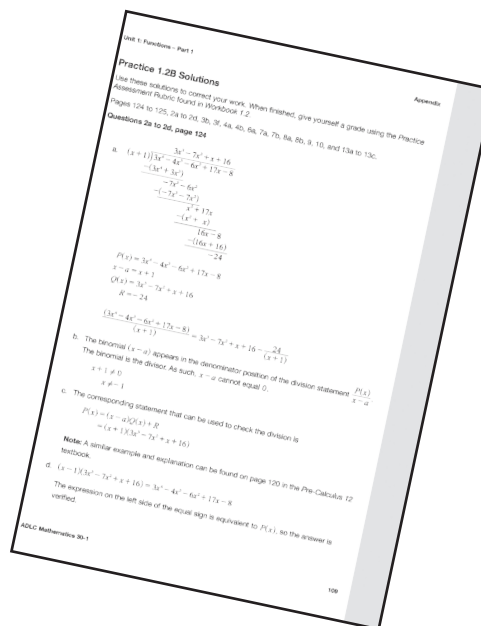 Unit 1: Functions – Part 1
Appendix
Practice 1.2B Solutions
Use these solutions to correct your work. When finished, give yourself a grade using the Practice
Assessment Rubric found in Workbook 1.2
Pages 124 to 125, 2a to 2d, 3b, 3f, 4a, 4b, 6a, 7a, 7b, 8a, 8b, 9, 10, and 13a to 13c.
Questions 2a to 2d, page 124
3x³ − 7x² + x + 16
a. (x + 1))3x⁴ − 4x³ − 6x² + 17x − 8
−(3x⁴ + 3x³)
−7x³ − 6x²
−(−7x³ − 7x²)
x² + 17x
−(x² + x)
16x − 8
−(16x + 16)
−24
P(x) = 3x⁴ − 4x³ − 6x² + 17x − 8
x − a = x + 1
Q(x) = 3x³ − 7x² + x + 16
R = − 24
(3x⁴ − 4x³ − 6x² + 17x − 8) / (x + 1) = 3x³ − 7x² + x + 16 − 24 / (x + 1)
b. The binomial (x − a) appears in the denominator position of the division statement P(x) / x − a
The binomial is the divisor. As such, x − a cannot equal 0.
x + 1 ≠ 0
x ≠ − 1
c. The corresponding statement that can be used to check the division is
P(x) = (x − a)Q(x) + R
= (x + 1)(3x³ − 7x² + x + 16)
Note: A similar example and explanation can be found on page 120 in the Pre-Calculus 12
textbook.
d. (x − 1)(3x³ − 7x² + x + 16) = 3x⁴ − 4x³ − 6x² + 17x − 8
The expression on the left side of the equal sign is equivalent to P(x), so the answer is
verified.
ADLC Mathematics 30-1
109